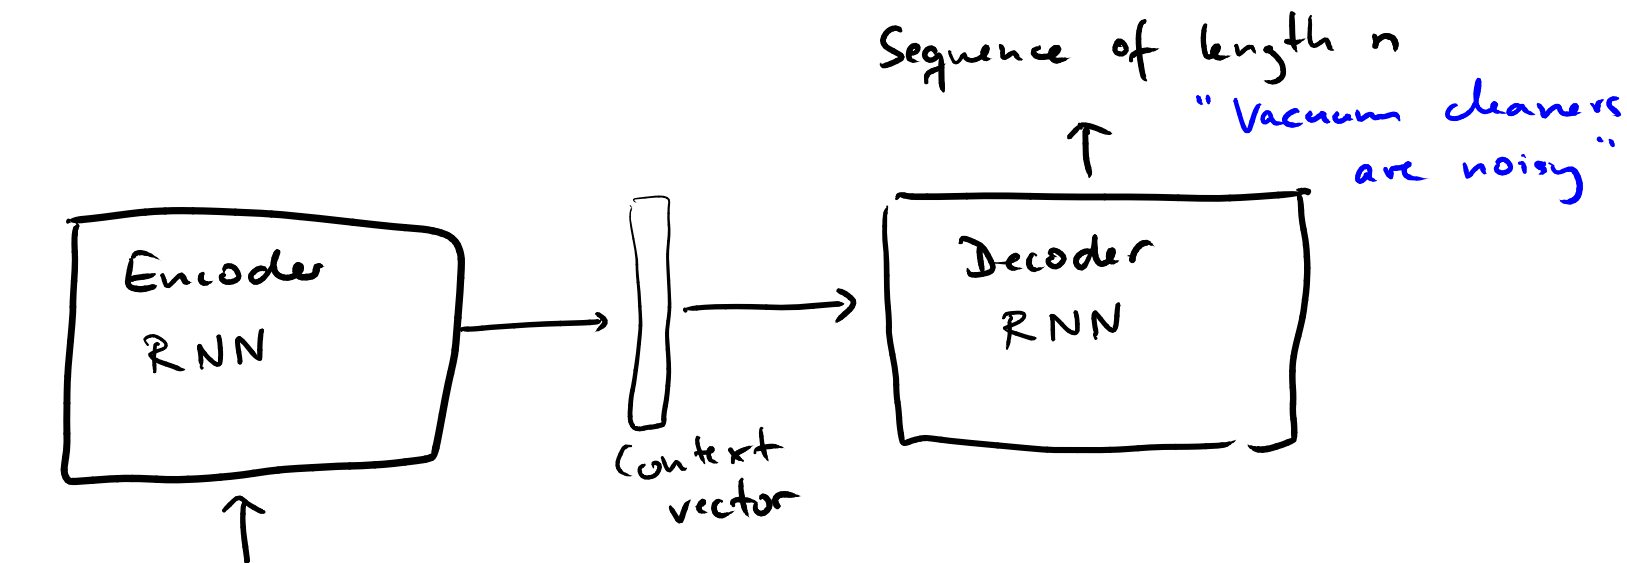 Sequence of length n
"Vacuum cleaners
are noisy"
Encoder
RNN
Decoder
RNN
Context
vector